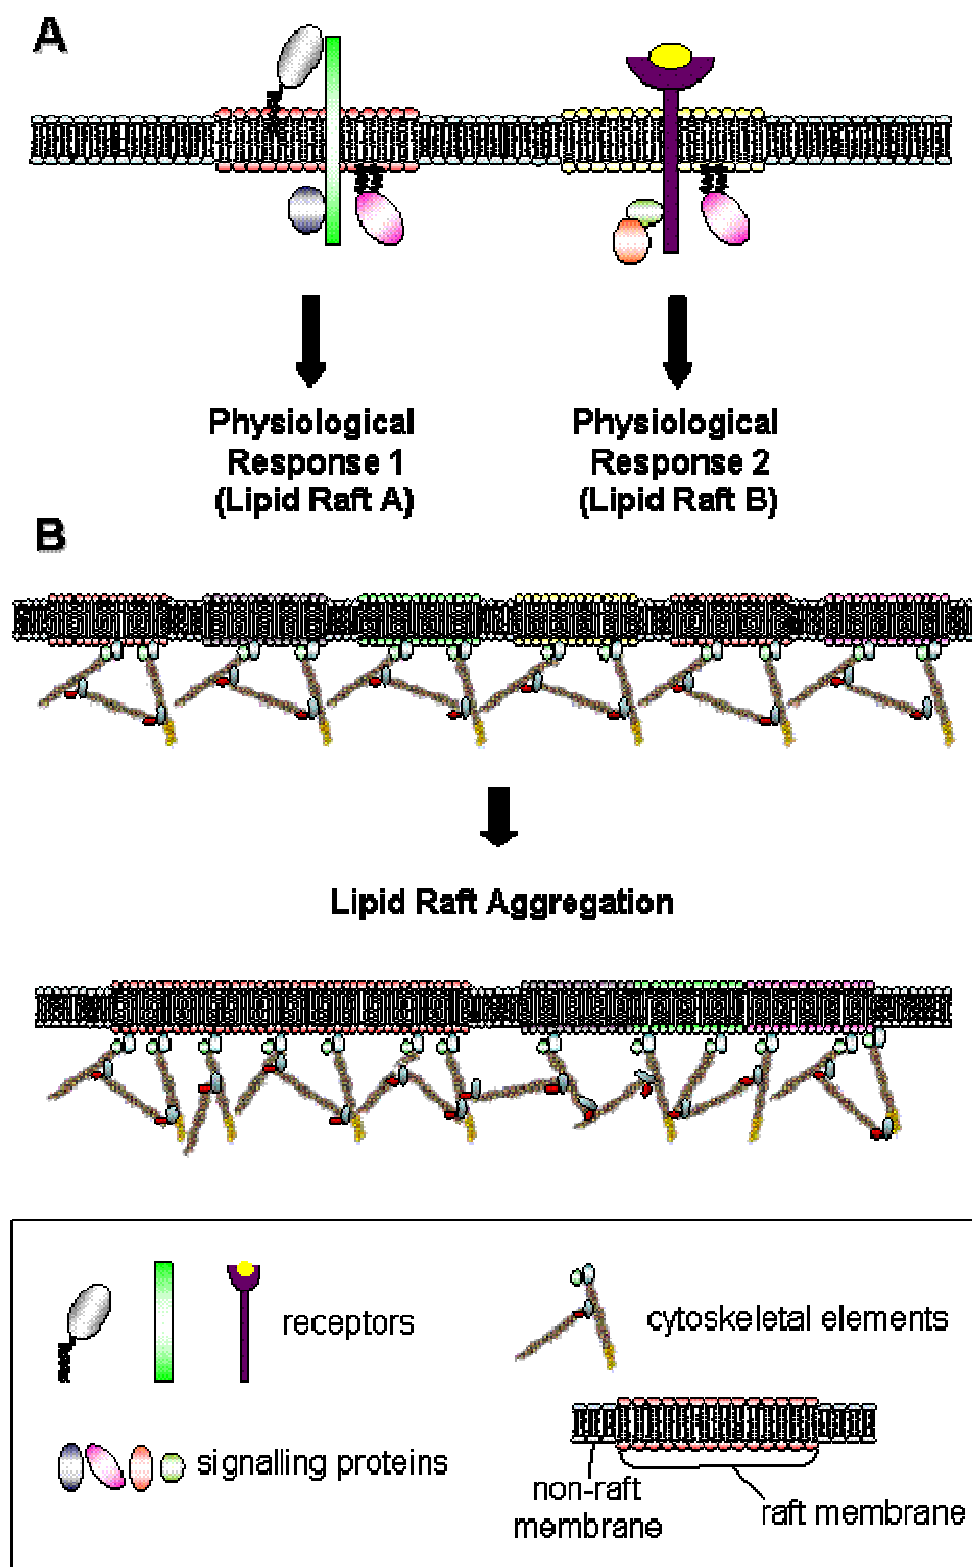 A
Physiological
Response 1
(Lipid Raft A)
Physiological
Response 2
(Lipid Raft B)
B
Lipid Raft Aggregation
receptors
cytoskeletal elements
signalling proteins
non-raft
membrane
raft membrane